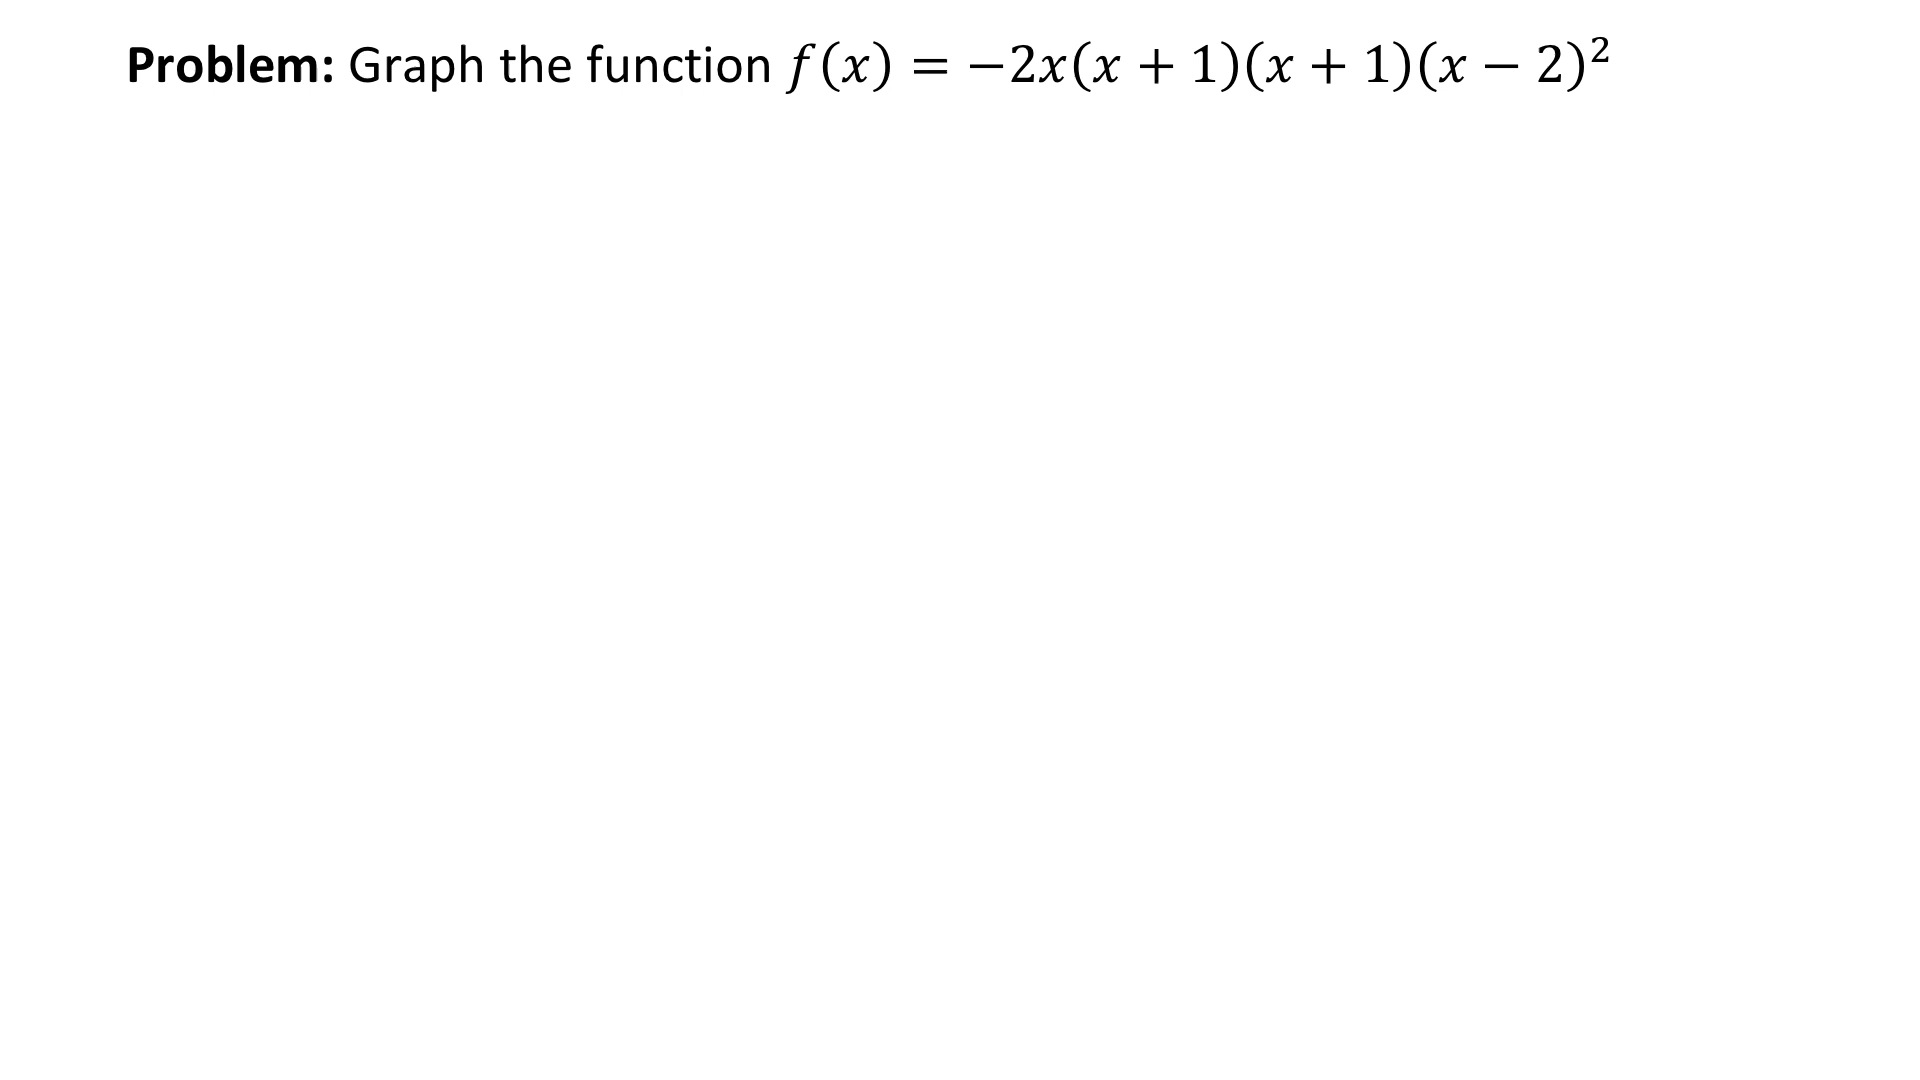 Problem: Graph the function 𝑓(𝑥) = −2𝑥(𝑥 + 1)(𝑥 + 1)(𝑥 − 2)²